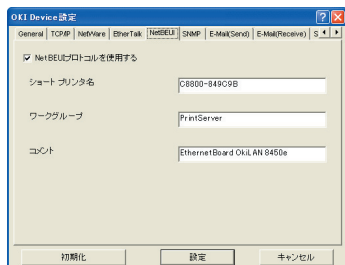 OKI Device設定
General TCP/IP NetWare EtherTalk NetBEUI SNMP E-Mail(Send) E-Mail(Receive) S
NetBEUIプロトコルを使用する
ショート プリンタ名 C8800-849C9B
ワークグループ PrintServer
コメント EthernetBoard OkiLAN 8450e
初期化 設定 キャンセル